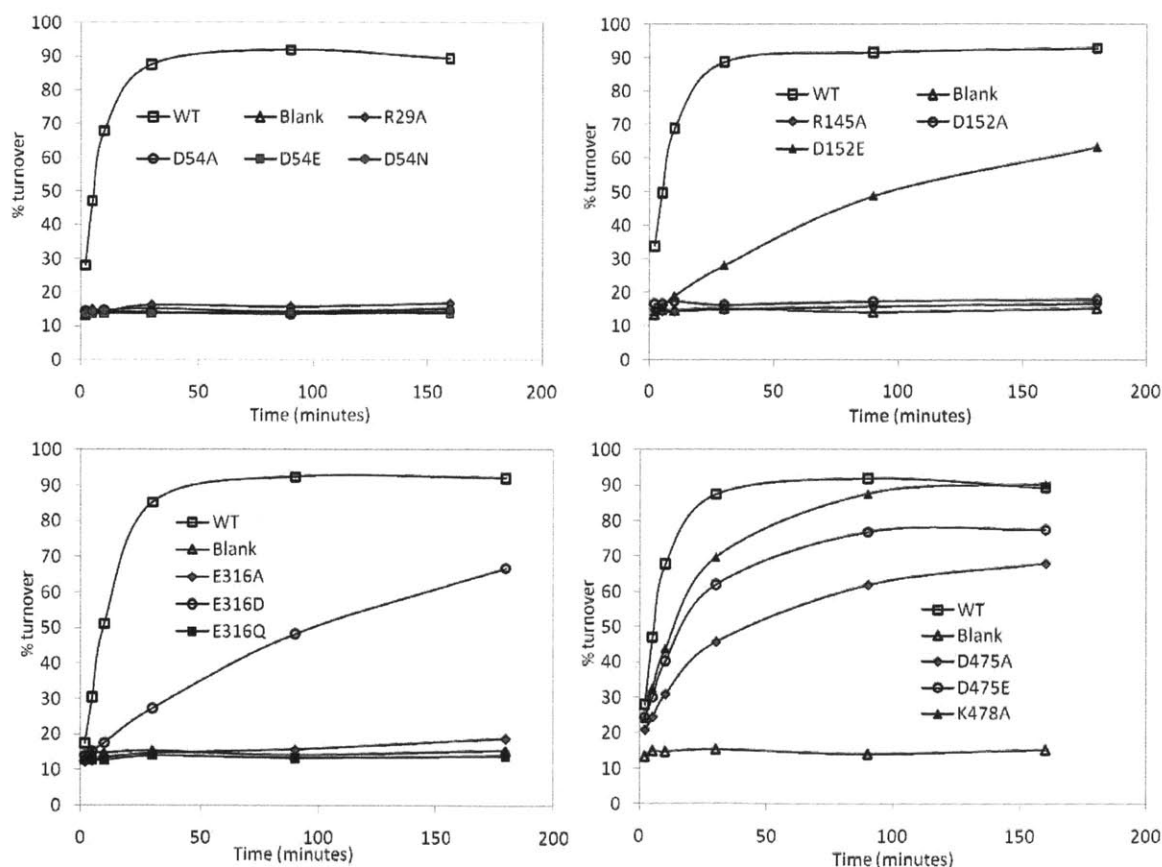 100
90
80
70
60
50
40
30
20
10
0
% turnover
WT Blank R29A
D54A D54E D54N
0 50 100 150 200
Time (minutes)
100
90
80
70
60
50
40
30
20
10
0
% turnover
WT Blank
R145A D152A
D152E
0 50 100 150 200
Time (minutes)
100
90
80
70
60
50
40
30
20
10
0
% turnover
WT
Blank
E316A
E316D
E316Q
0 50 100 150 200
Time (minutes)
100
90
80
70
60
50
40
30
20
10
0
% turnover
WT
Blank
D475A
D475E
K478A
0 50 100 150 200
Time (minutes)